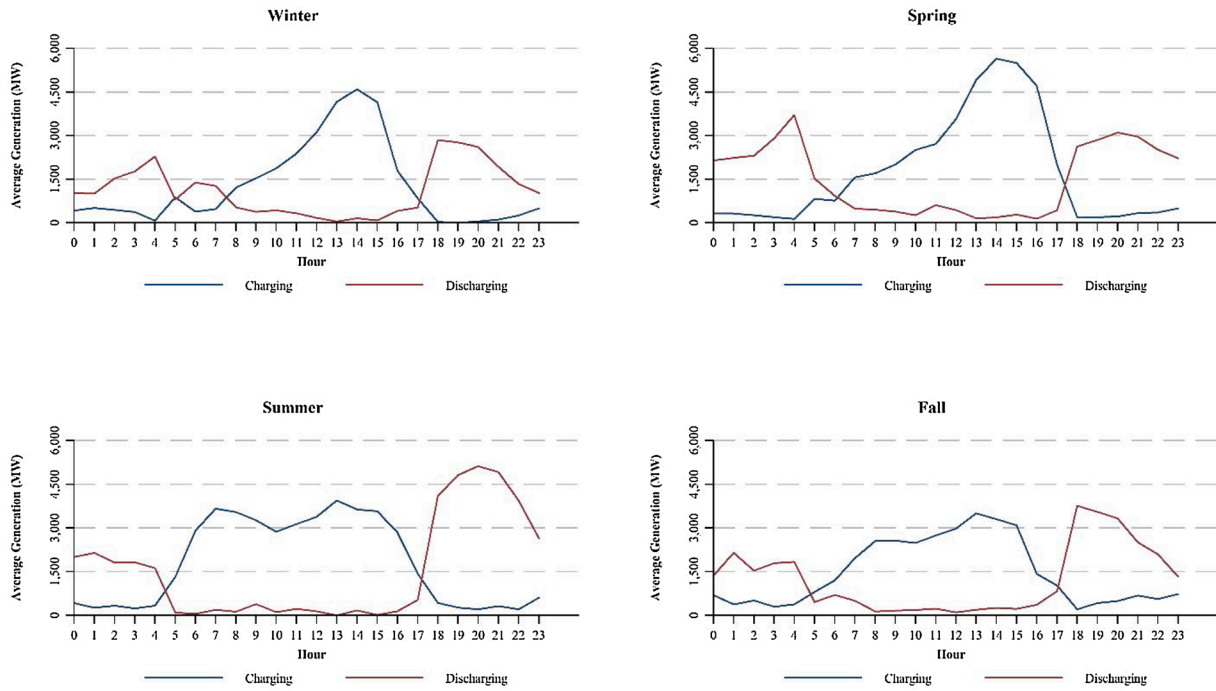 Winter
Average Generation (MW)
6,000
4,500
3,000
1,500
0
0 1 2 3 4 5 6 7 8 9 10 11 12 13 14 15 16 17 18 19 20 21 22 23
Hour
Charging Discharging
Spring
Average Generation (MW)
6,000
4,500
3,000
1,500
0
0 1 2 3 4 5 6 7 8 9 10 11 12 13 14 15 16 17 18 19 20 21 22 23
Hour
Charging Discharging
Summer
Average Generation (MW)
6,000
4,500
3,000
1,500
0
0 1 2 3 4 5 6 7 8 9 10 11 12 13 14 15 16 17 18 19 20 21 22 23
Hour
Charging Discharging
Fall
Average Generation (MW)
6,000
4,500
3,000
1,500
0
0 1 2 3 4 5 6 7 8 9 10 11 12 13 14 15 16 17 18 19 20 21 22 23
Hour
Charging Discharging